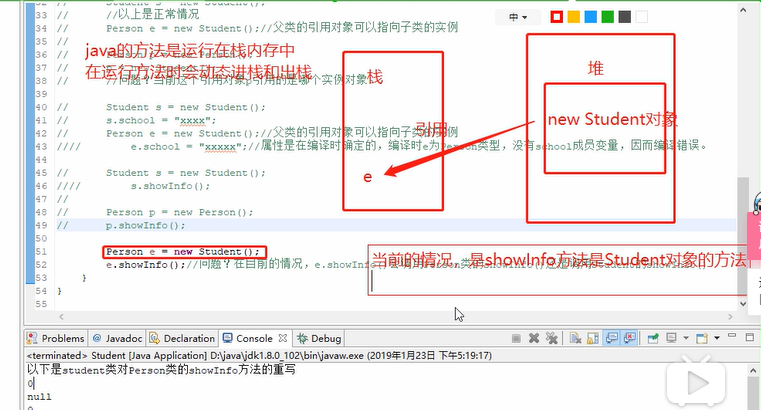 中
31 // Student s = new Student();
//以上是正常情况
// Person e = new Student();//父类的引用对象可以指向子类的实例
java的方法是运行在栈内存中
在运行方法时会动态进栈和出栈
//问题？当前这个引用对象p引用的是哪个实例对象？
39
40 // Student s = new Student();
41 // s.school = "xxxx";
42 // Person e = new Student();//父类的引用对象可以指向子类的实例
43 //// e.school = "xxxxx";//属性是在编译时确定的，编译时e为Person类型，没有school成员变量，因而编译错误。
44
45 // Student s = new Student();
46 //// s.showInfo();
47 //
48 // Person p = new Person();
49 // p.showInfo();
50
51 Person e = new Student();
52 e.showInfo();//问题？在目前的情况，e.showInfo
53 }
54 }
55
栈
引用
e
堆
new Student对象
当前的情况，是showInfo方法是Student对象的方法
Problems @ Javadoc Declaration Console Debug
<terminated> Student [Java Application] D:\java\jdk1.8.0_102\bin\javaw.exe (2019年1月23日 下午5:19:17)
以下是student类对Person类的showInfo方法的重写
0
null
0